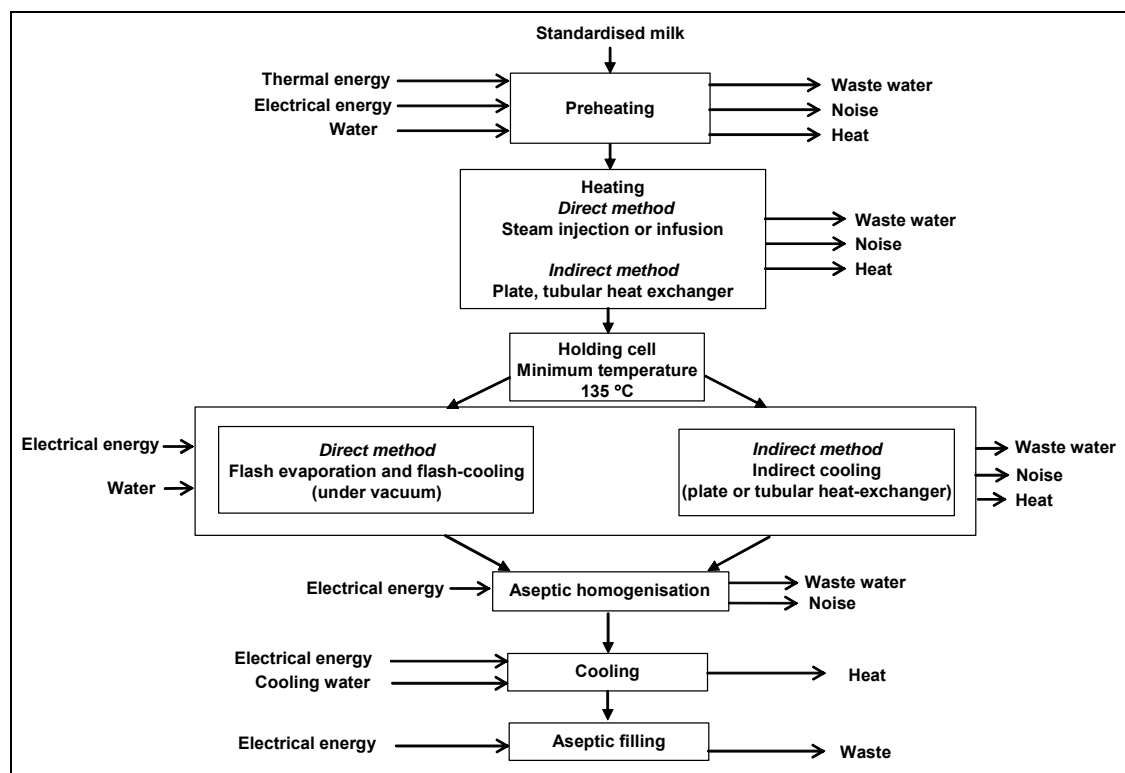 Standardised milk
Thermal energy
Electrical energy
Water
Preheating
Waste water
Noise
Heat
Heating
Direct method
Steam injection or infusion
Indirect method
Plate, tubular heat exchanger
Waste water
Noise
Heat
Holding cell
Minimum temperature
135 °C
Electrical energy
Water
Direct method
Flash evaporation and flash-cooling
(under vacuum)
Indirect method
Indirect cooling
(plate or tubular heat-exchanger)
Waste water
Noise
Heat
Electrical energy
Aseptic homogenisation
Waste water
Noise
Electrical energy
Cooling water
Cooling
Heat
Electrical energy
Aseptic filling
Waste